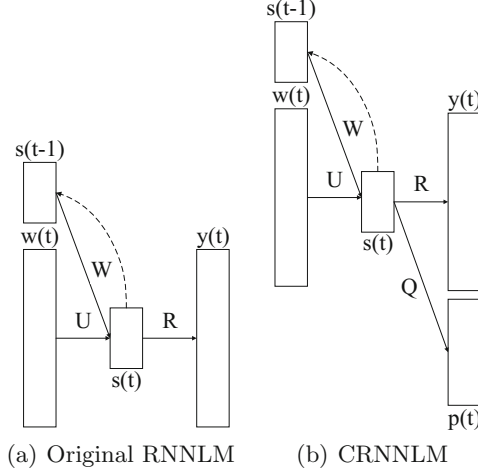 s(t-1)
w(t)
W
U
s(t)
R
y(t)
(a) Original RNNLM
s(t-1)
w(t)
W
U
s(t)
R
y(t)
Q
p(t)
(b) CRNNLM